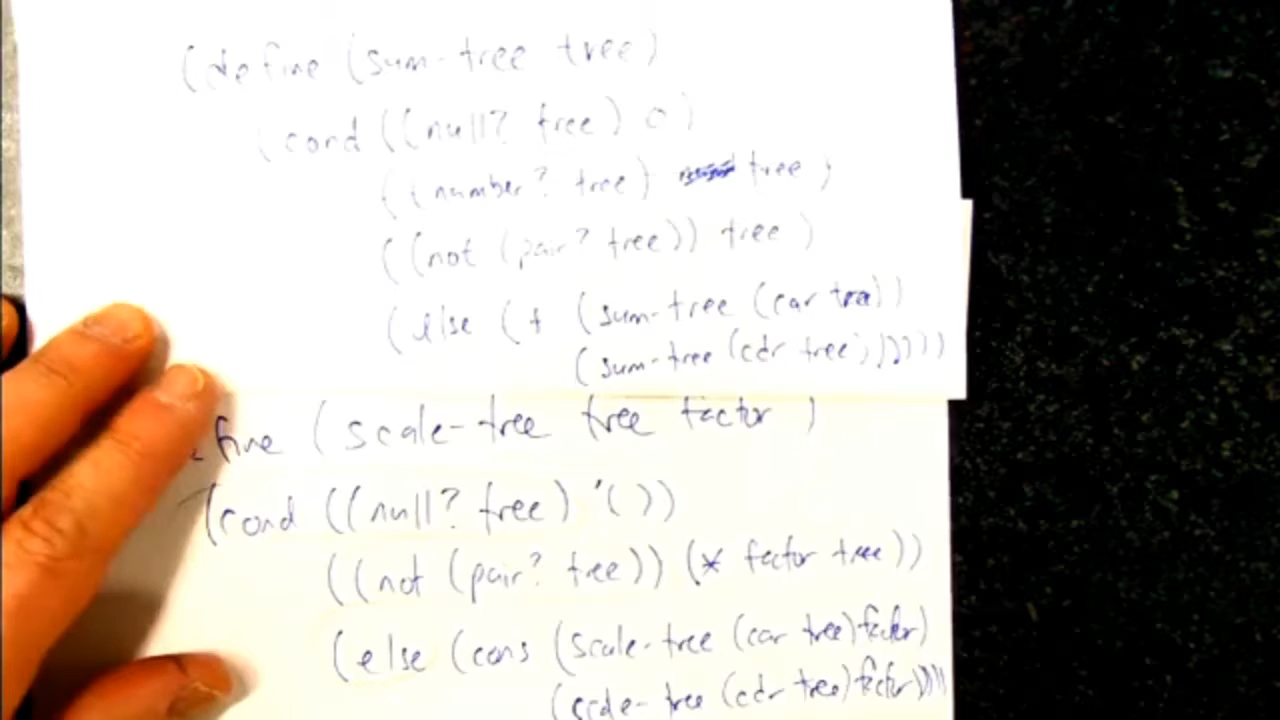 (define (sum-tree tree)
(cond ((null? tree) 0)
((number? tree) tree)
((not (pair? tree)) tree)
(else (+ (sum-tree (car tree))
(sum-tree (cdr tree)))))
fine (scale-tree tree factor)
(cond ((null? tree) '())
((not (pair? tree)) (* factor tree))
(else (cons (scale-tree (car tree) factor)
(scale-tree (cdr tree) factor))))